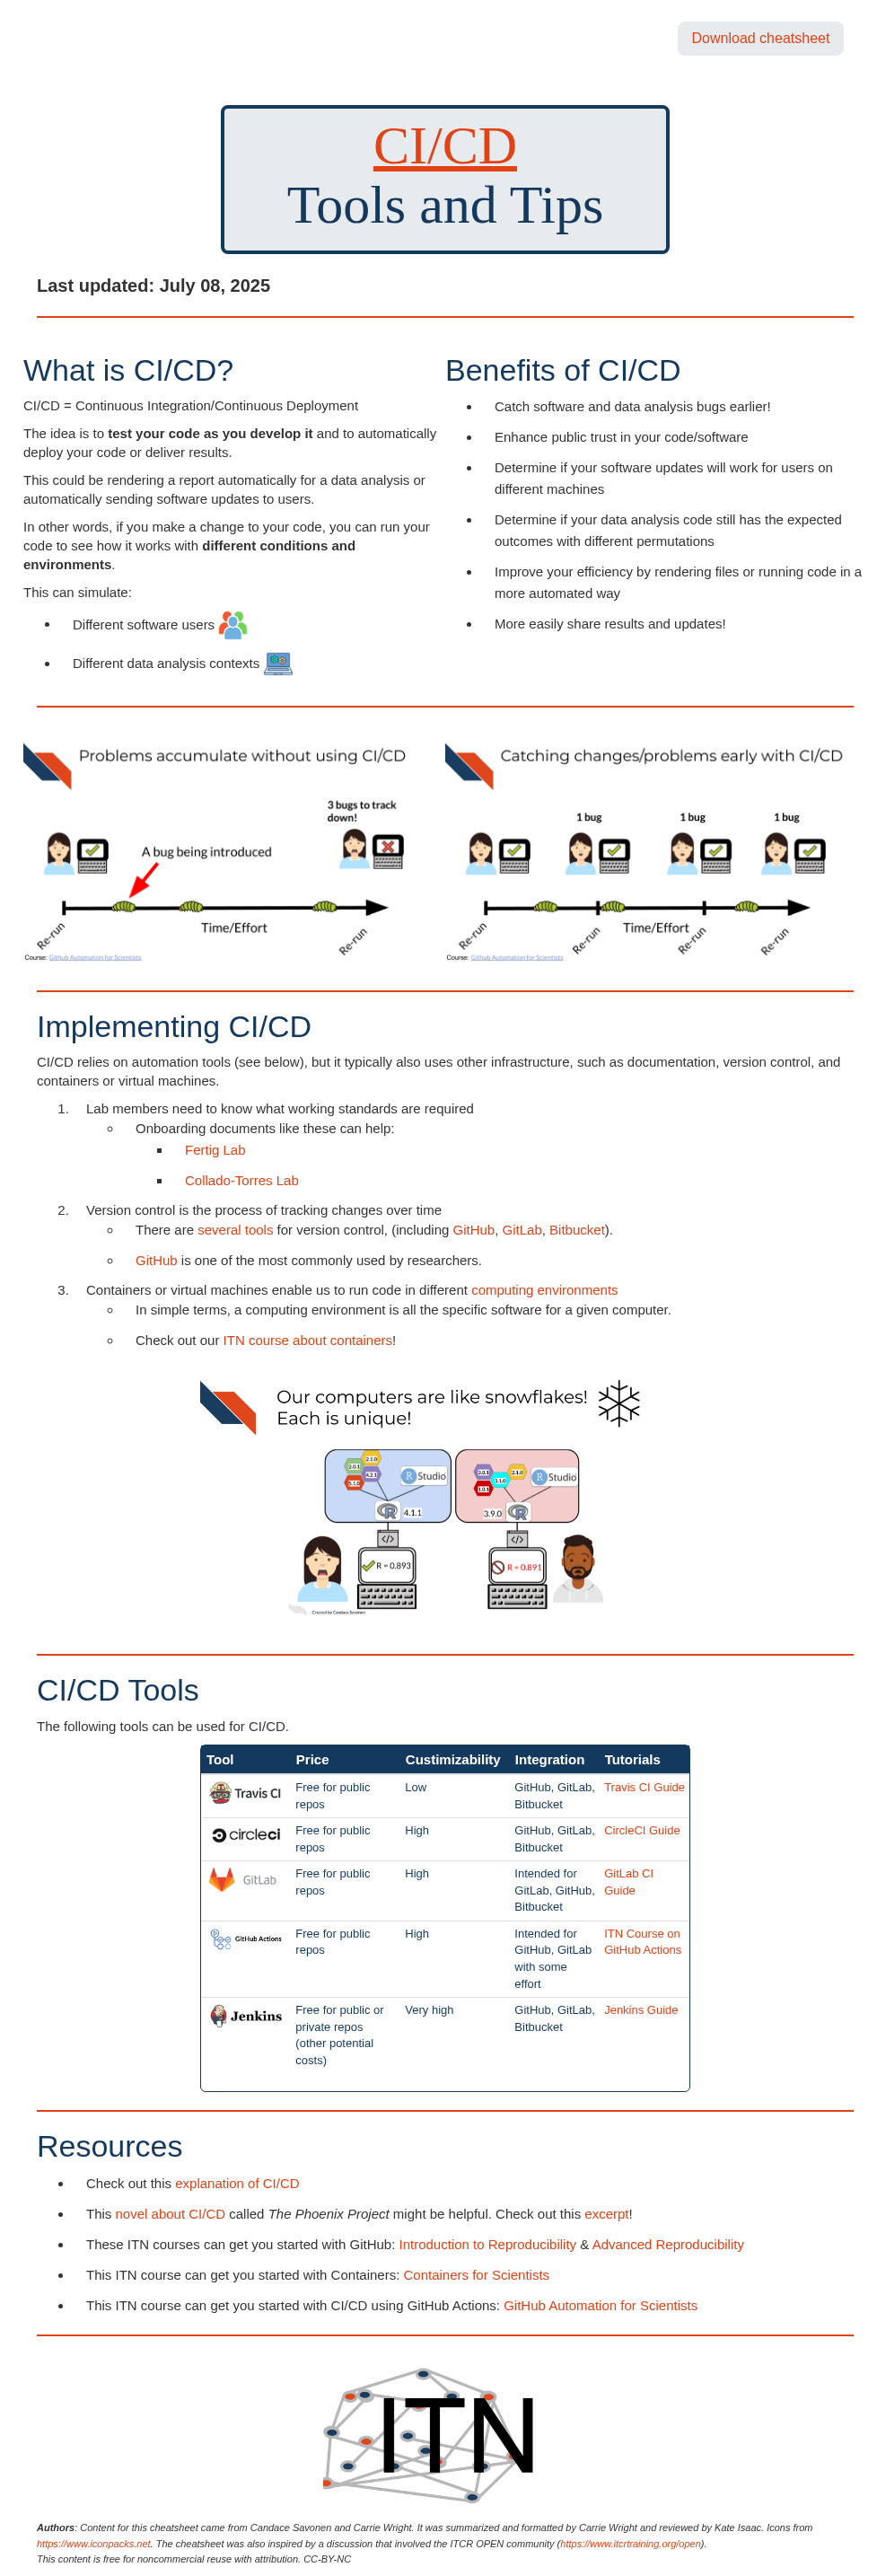 Download cheatsheet
CI/CD
Tools and Tips
Last updated: July 08, 2025
What is CI/CD?
CI/CD = Continuous Integration/Continuous Deployment
The idea is to test your code as you develop it and to automatically
deploy your code or deliver results.
This could be rendering a report automatically for a data analysis or
automatically sending software updates to users.
In other words, if you make a change to your code, you can run your
code to see how it works with different conditions and
environments.
This can simulate:
• Different software users
• Different data analysis contexts
Benefits of CI/CD
• Catch software and data analysis bugs earlier!
• Enhance public trust in your code/software
• Determine if your software updates will work for users on
different machines
• Determine if your data analysis code still has the expected
outcomes with different permutations
• Improve your efficiency by rendering files or running code in a
more automated way
• More easily share results and updates!
Problems accumulate without using CI/CD
3 bugs to track
down!
A bug being introduced
Time/Effort
Re-run
Re-run
Course: Github Automation for Scientists
Catching changes/problems early with CI/CD
1 bug
1 bug
1 bug
Time/Effort
Re-run
Re-run
Re-run
Re-run
Course: Github Automation for Scientists
Implementing CI/CD
CI/CD relies on automation tools (see below), but it typically also uses other infrastructure, such as documentation, version control, and
containers or virtual machines.
1. Lab members need to know what working standards are required
◦ Onboarding documents like these can help:
▪ Fertig Lab
▪ Collado-Torres Lab
2. Version control is the process of tracking changes over time
◦ There are several tools for version control, (including GitHub, GitLab, Bitbucket).
◦ GitHub is one of the most commonly used by researchers.
3. Containers or virtual machines enable us to run code in different computing environments
◦ In simple terms, a computing environment is all the specific software for a given computer.
◦ Check out our ITN course about containers!
Our computers are like snowflakes!
Each is unique!
2.1.0
2.0.1
4.2.1
3.1.0
R Studio
R
4.1.1
</>
R = 0.893
2.1.0
3.1.0
1.0.1
R Studio
3.9.0
R
</>
R = 0.891
Created by Candace Savonen
CI/CD Tools
The following tools can be used for CI/CD.
Tool Price Custimizability Integration Tutorials
Travis CI
Free for public
repos
Low
GitHub, GitLab,
Bitbucket
Travis CI Guide
circleci
Free for public
repos
High
GitHub, GitLab,
Bitbucket
CircleCI Guide
GitLab
Free for public
repos
High
Intended for
GitLab, GitHub,
Bitbucket
GitLab CI
Guide
GitHub Actions
Free for public
repos
High
Intended for
GitHub, GitLab
with some
effort
ITN Course on
GitHub Actions
Jenkins
Free for public or
private repos
(other potential
costs)
Very high
GitHub, GitLab,
Bitbucket
Jenkins Guide
Resources
• Check out this explanation of CI/CD
• This novel about CI/CD called The Phoenix Project might be helpful. Check out this excerpt!
• These ITN courses can get you started with GitHub: Introduction to Reproducibility & Advanced Reproducibility
• This ITN course can get you started with Containers: Containers for Scientists
• This ITN course can get you started with CI/CD using GitHub Actions: GitHub Automation for Scientists
ITN
Authors: Content for this cheatsheet came from Candace Savonen and Carrie Wright. It was summarized and formatted by Carrie Wright and reviewed by Kate Isaac. Icons from
https://www.iconpacks.net. The cheatsheet was also inspired by a discussion that involved the ITCR OPEN community (https://www.itcrtraining.org/open).
This content is free for noncommercial reuse with attribution. CC-BY-NC